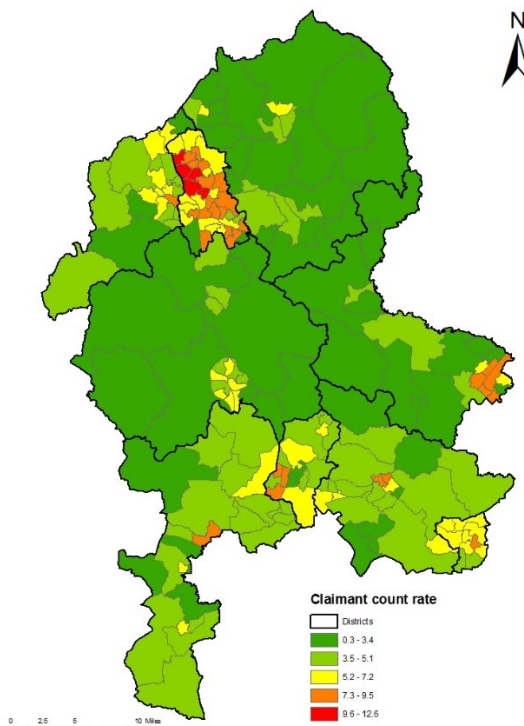 N
Claimant count rate
Districts
0.3 - 3.4
3.5 - 5.1
5.2 - 7.2
7.3 - 9.5
9.6 - 12.6
0 2.5 5 10 Miles